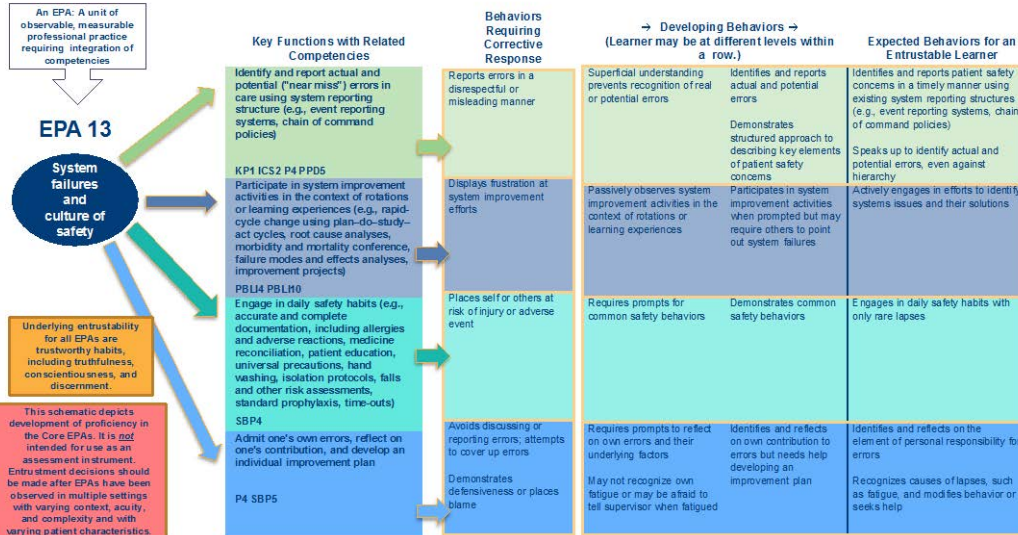 An EPA: A unit of
observable, measurable
professional practice
requiring integration of
competencies
EPA 13
System
failures
and
culture of
safety
Underlying entrustability
for all EPAs are
trustworthy habits,
including truthfulness,
conscientiousness, and
discernment.
This schematic depicts
development of proficiency in
the Core EPAs. It is not
intended for use as an
assessment instrument.
Entrustment decisions should
be made after EPAs have been
observed in multiple settings
with varying context, acuity,
and complexity and with
varying patient characteristics.
Key Functions with Related
Competencies
Behaviors
Requiring
Corrective
Response
→ Developing Behaviors →
(Learner may be at different levels within
a row.)
Expected Behaviors for an
Entrustable Learner
Identify and report actual and
potential ("near miss") errors in
care using system reporting
structure (e.g., event reporting
systems, chain of command
policies)
KP1 ICS2 P4 PPD5
Reports errors in a
disrespectful or
misleading manner
Superficial understanding
prevents recognition of real
or potential errors
Identifies and reports
actual and potential
errors
Demonstrates
structured approach to
describing key elements
of patient safety
concerns
Identifies and reports patient safety
concerns in a timely manner using
existing system reporting structures
(e.g., event reporting systems, chain
of command policies)
Speaks up to identify actual and
potential errors, even against
hierarchy
Participate in system improvement
activities in the context of rotations
or learning experiences (e.g., rapid-
cycle change using plan–do–study–
act cycles, root cause analyses,
morbidity and mortality conference,
failure modes and effects analyses,
improvement projects)
PBLI4 PBLI10
Displays frustration at
system improvement
efforts
Passively observes system
improvement activities in the
context of rotations or
learning experiences
Participates in system
improvement activities
when prompted but may
require others to point
out system failures
Actively engages in efforts to identify
systems issues and their solutions
Engage in daily safety habits (e.g.,
accurate and complete
documentation, including allergies
and adverse reactions, medicine
reconciliation, patient education,
universal precautions, hand
washing, isolation protocols, falls
and other risk assessments,
standard prophylaxis, time-outs)
SBP4
Places self or others at
risk of injury or adverse
event
Requires prompts for
common safety behaviors
Demonstrates common
safety behaviors
Engages in daily safety habits with
only rare lapses
Admit one's own errors, reflect on
one's contribution, and develop an
individual improvement plan
P4 SBP5
Avoids discussing or
reporting errors; attempts
to cover up errors
Demonstrates
defensiveness or places
blame
Requires prompts to reflect
on own errors and their
underlying factors
May not recognize own
fatigue or may be afraid to
tell supervisor when fatigued
Identifies and reflects
on own contribution to
errors but needs help
developing an
improvement plan
Identifies and reflects on the
element of personal responsibility for
errors
Recognizes causes of lapses, such
as fatigue, and modifies behavior or
seeks help